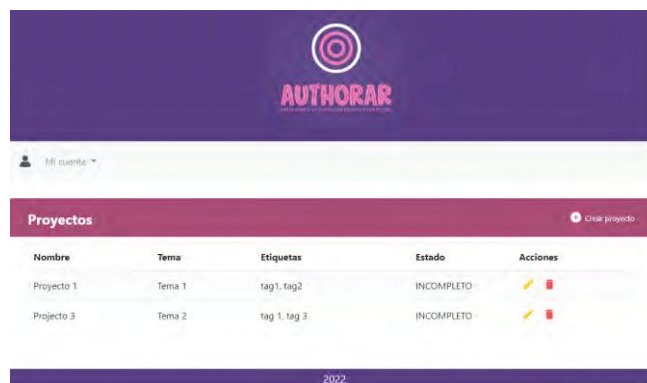 AUTHORAR
Mi cuenta
Proyectos
Crear proyecto
Nombre Tema Etiquetas Estado Acciones
Proyecto 1 Tema 1 tag1, tag2 INCOMPLETO
Projecto 3 Tema 2 tag 1, tag 3 INCOMPLETO
2022